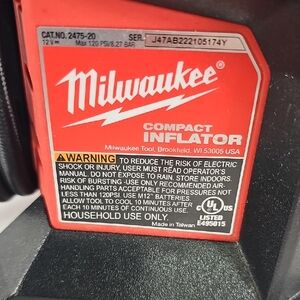 CAT.NO. 2475-20 SER. J47AB222105174Y
12 V⎓ Max 120 PSI/8.27 BAR
Milwaukee®
COMPACT
INFLATOR
Milwaukee Tool, Brookfield, WI 53005 USA
WARNING TO REDUCE THE RISK OF ELECTRIC
SHOCK OR INJURY, USER MUST READ OPERATOR'S
MANUAL. DO NOT EXPOSE TO RAIN. STORE INDOORS.
RISK OF BURSTING -USE ONLY RECOMMENDED AIR-
HANDLING PARTS ACCEPTABLE FOR PRESSURES NOT
LESS THAN 120PSI. USE M12™ BATTERIES
ALLOW TOOL TO COOL 10 MINUTES AFTER
EACH 10 MINUTES OF CONTINUOUS USE.
HOUSEHOLD USE ONLY
Made in Taiwan
C UL US
LISTED
E495815